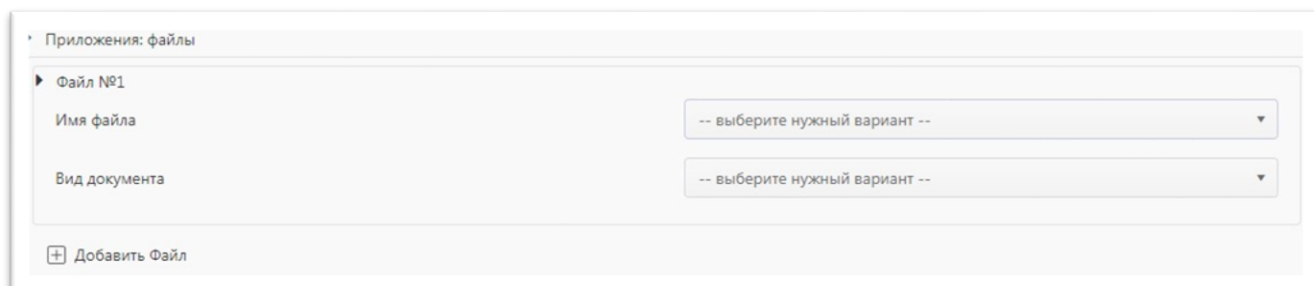 Приложения: файлы
Файл №1
Имя файла -- выберите нужный вариант --
Вид документа -- выберите нужный вариант --
Добавить Файл